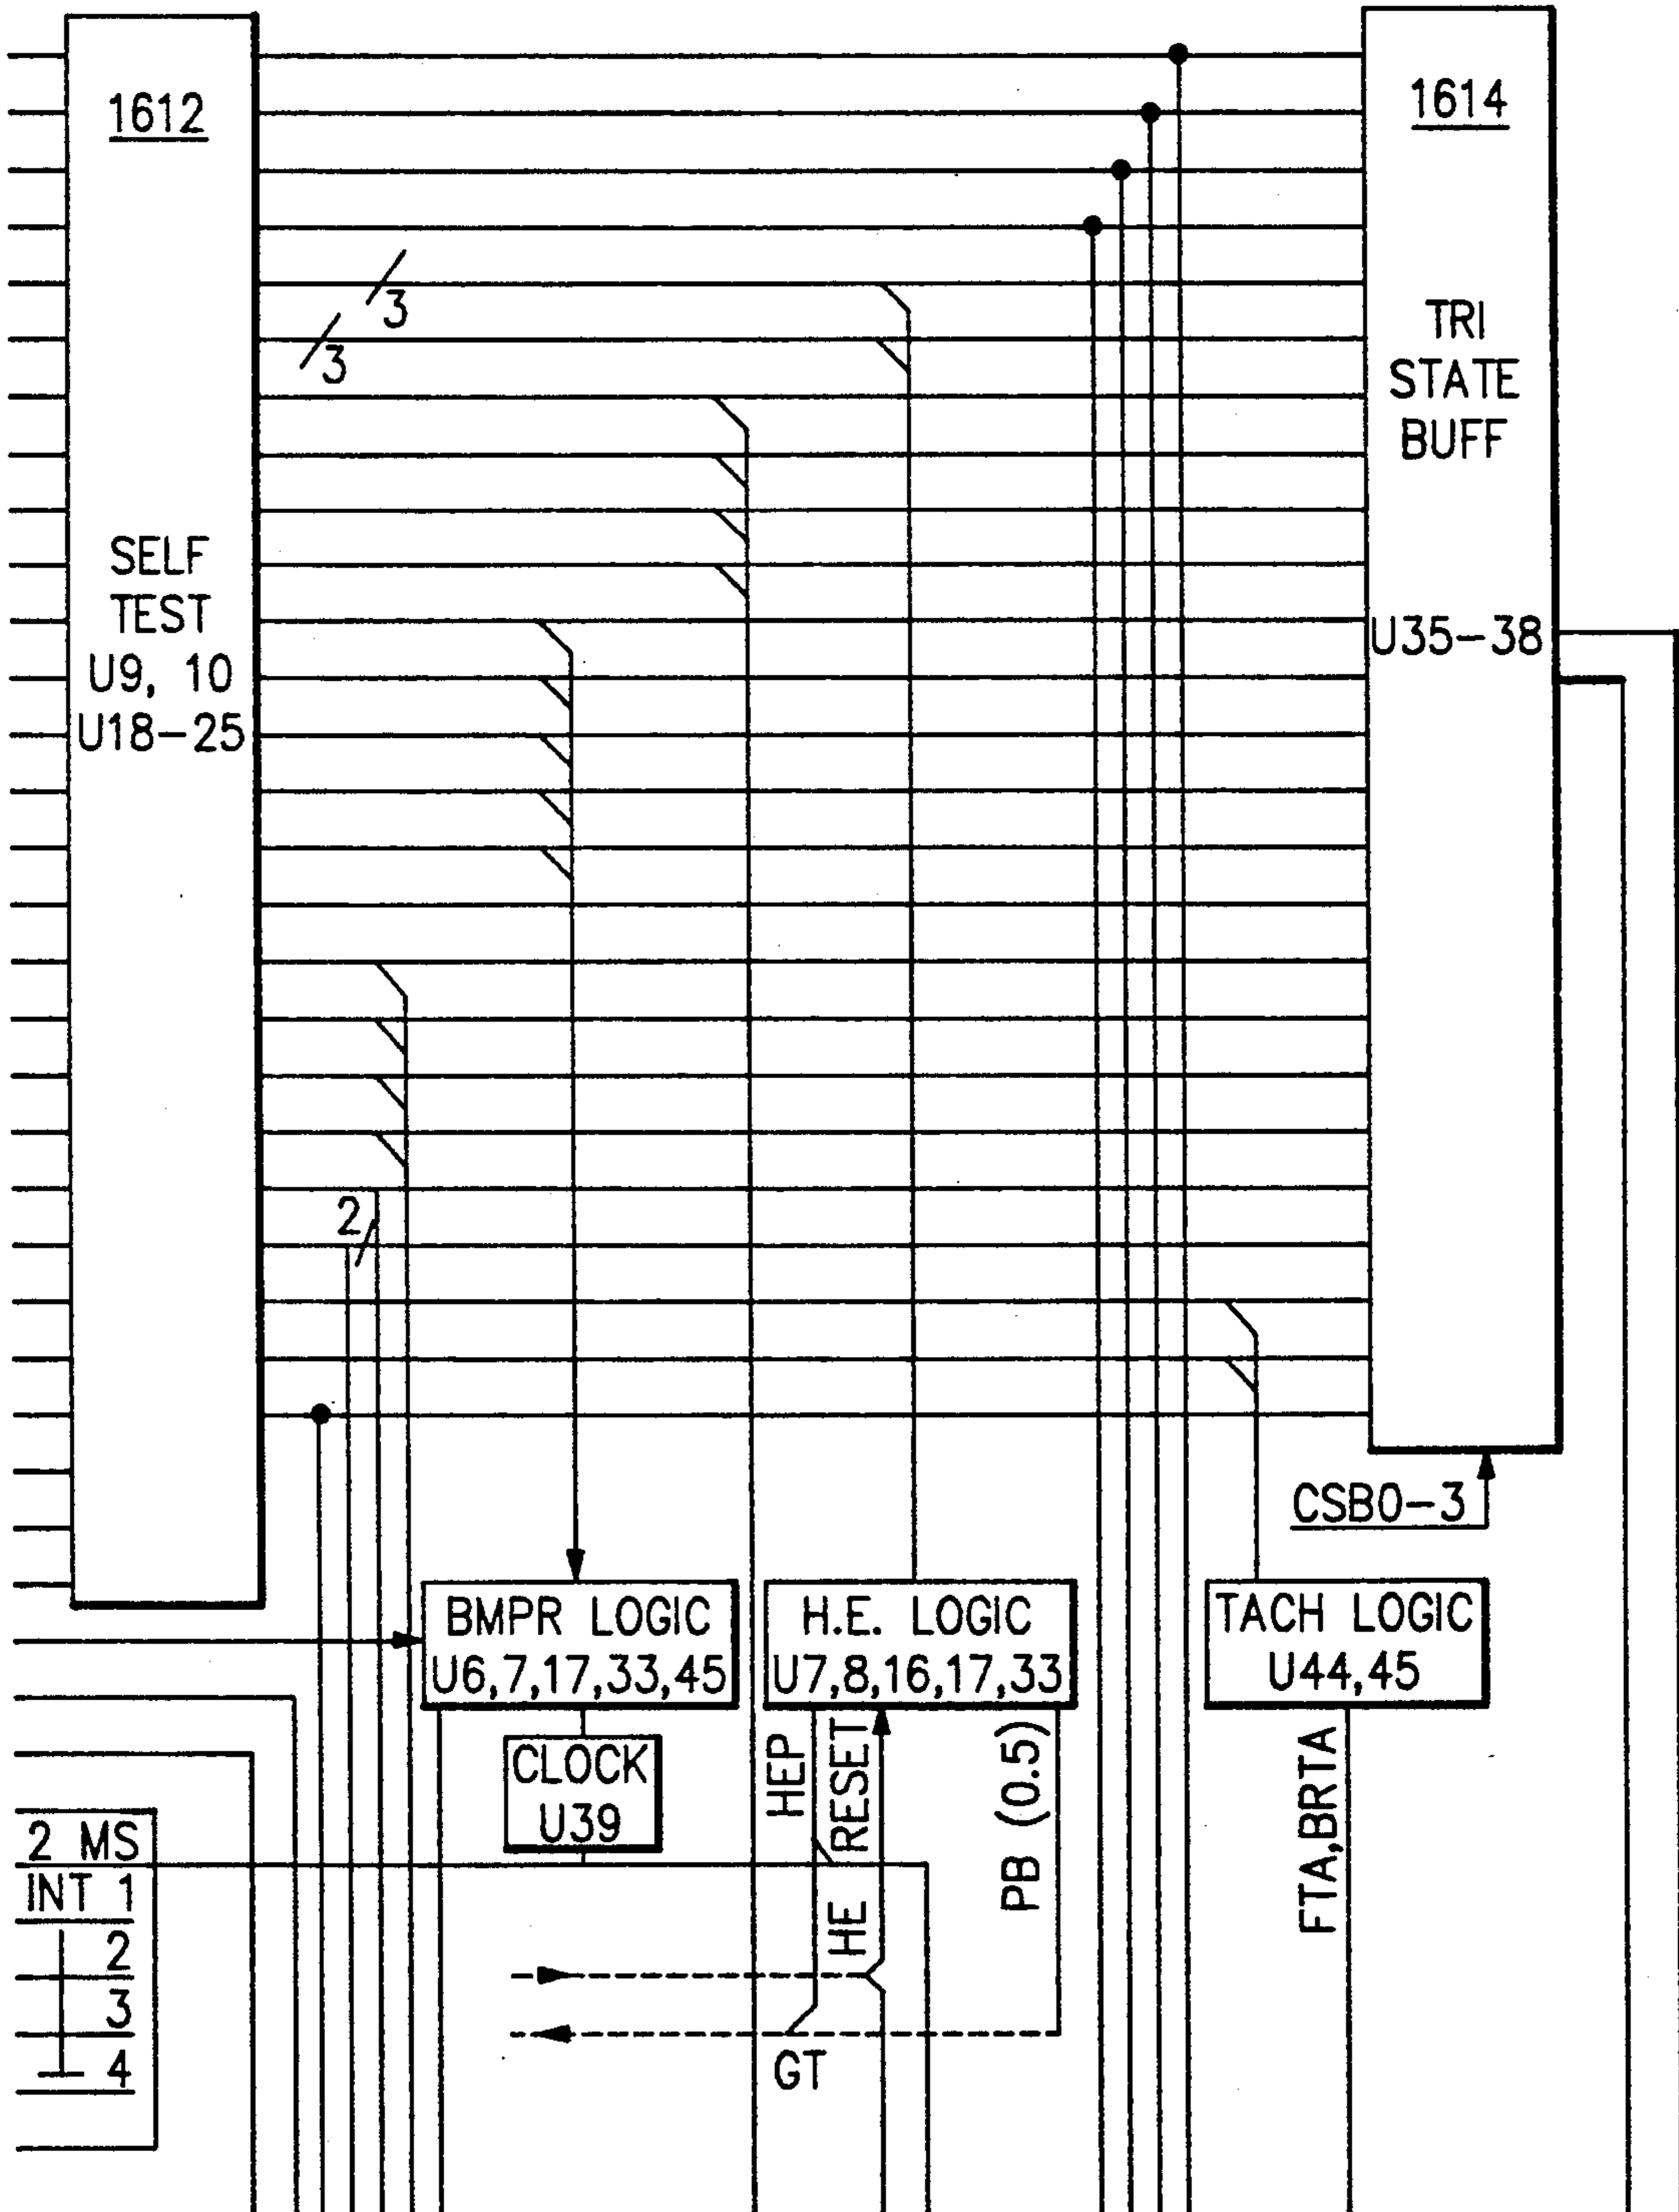 1612
1614
3
3
TRI
STATE
BUFF
SELF
TEST
U9, 10
U18-25
U35-38
2
CSB0-3
BMPR LOGIC
U6,7,17,33,45
H.E. LOGIC
U7,8,16,17,33
TACH LOGIC
U44,45
CLOCK
U39
HEP
HE RESET
PB (0.5)
FTA,BRTA
2 MS
INT 1
2
3
4
GT